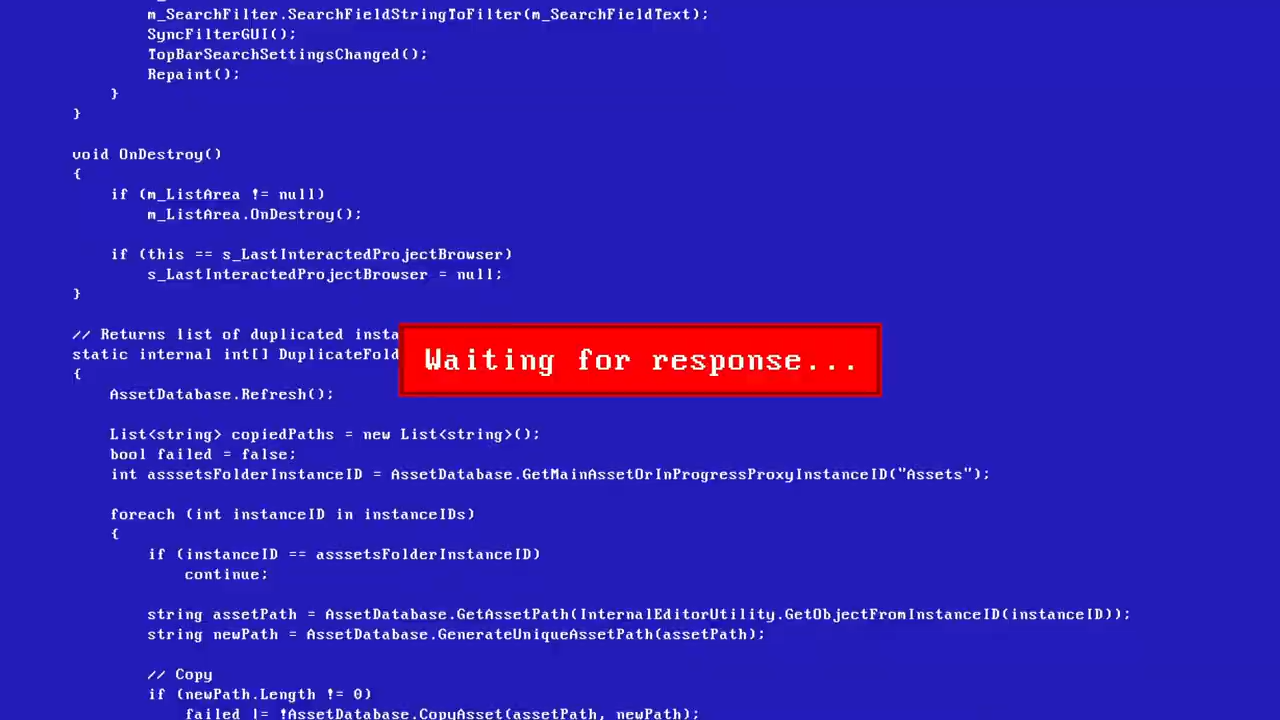 m_SearchFilter.SearchFieldStringToFilter(m_SearchFieldText);
SyncFilterGUI();
TopBarSearchSettingsChanged();
Repaint();
}
}
void OnDestroy()
{
if (m_ListArea != null)
m_ListArea.OnDestroy();
if (this == s_LastInteractedProjectBrowser)
s_LastInteractedProjectBrowser = null;
}
// Returns list of duplicated
static internal int[]
Waiting for response...
{
AssetDatabase.Refresh();
List<string> copiedPaths = new List<string>();
bool failed = false;
int asssetsFolderInstanceID = AssetDatabase.GetMainAssetOrInProgressProxyInstanceID("Assets");
foreach (int instanceID in instanceIDs)
{
if (instanceID == asssetsFolderInstanceID)
continue;
string assetPath = AssetDatabase.GetAssetPath(InternalEditorUtility.GetObjectFromInstanceID(instanceID));
string newPath = AssetDatabase.GenerateUniqueAssetPath(assetPath);
// Copy
if (newPath.Length != 0)
failed |= !AssetDatabase.CopyAsset(assetPath, newPath);